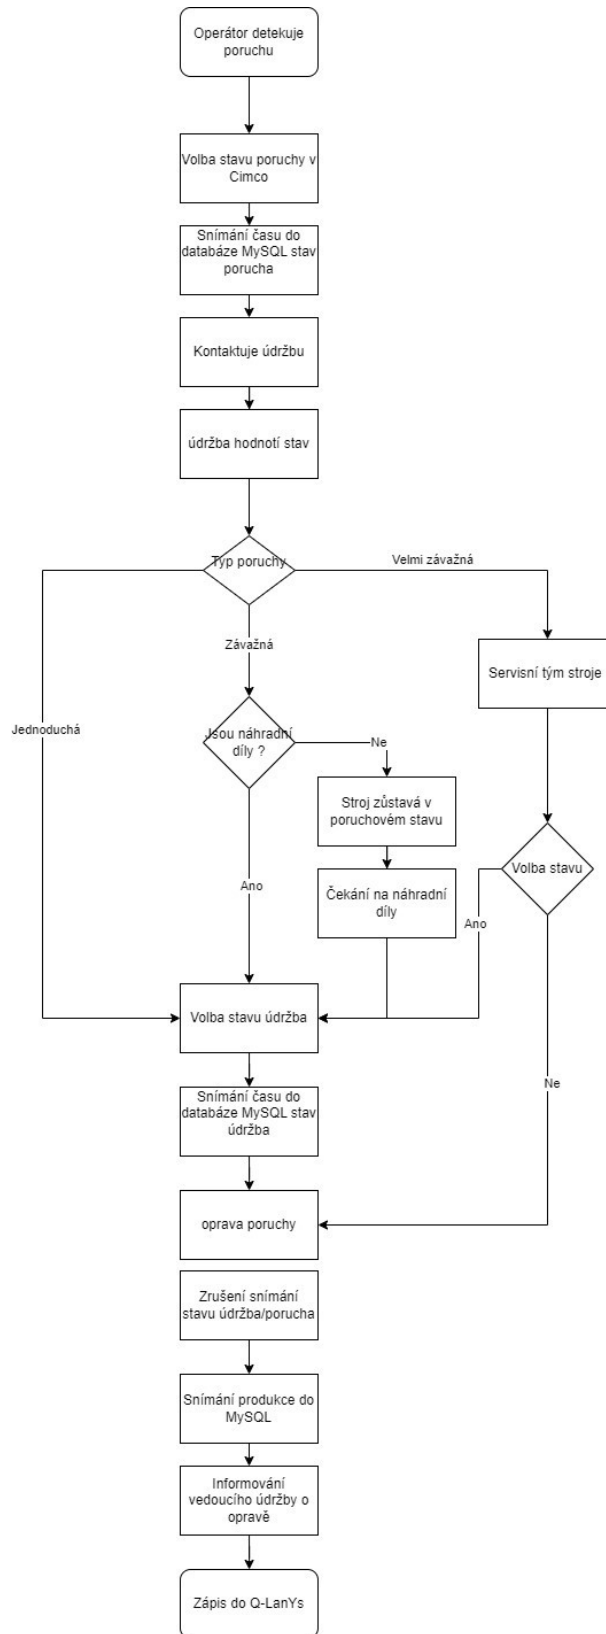 Operátor detekuje
poruchu
Volba stavu poruchy v
Cimco
Snímání času do
databáze MySQL stav
porucha
Kontaktuje údržbu
údržba hodnotí stav
Typ poruchy
Velmi závažná
Závažná
Servisní tým stroje
Jednoduchá
Jsou náhradní
díly ?
Ne
Stroj zůstavá v
poruchovém stavu
Volba stavu
Ano
Čekání na náhradní
díly
Ano
Volba stavu údržba
Ne
Snímání času do
databáze MySQL stav
údržba
oprava poruchy
Zrušení snímání
stavu údržba/porucha
Snímání produkce do
MySQL
Informování
vedoucího údržby o
opravě
Zápis do Q-LanYs